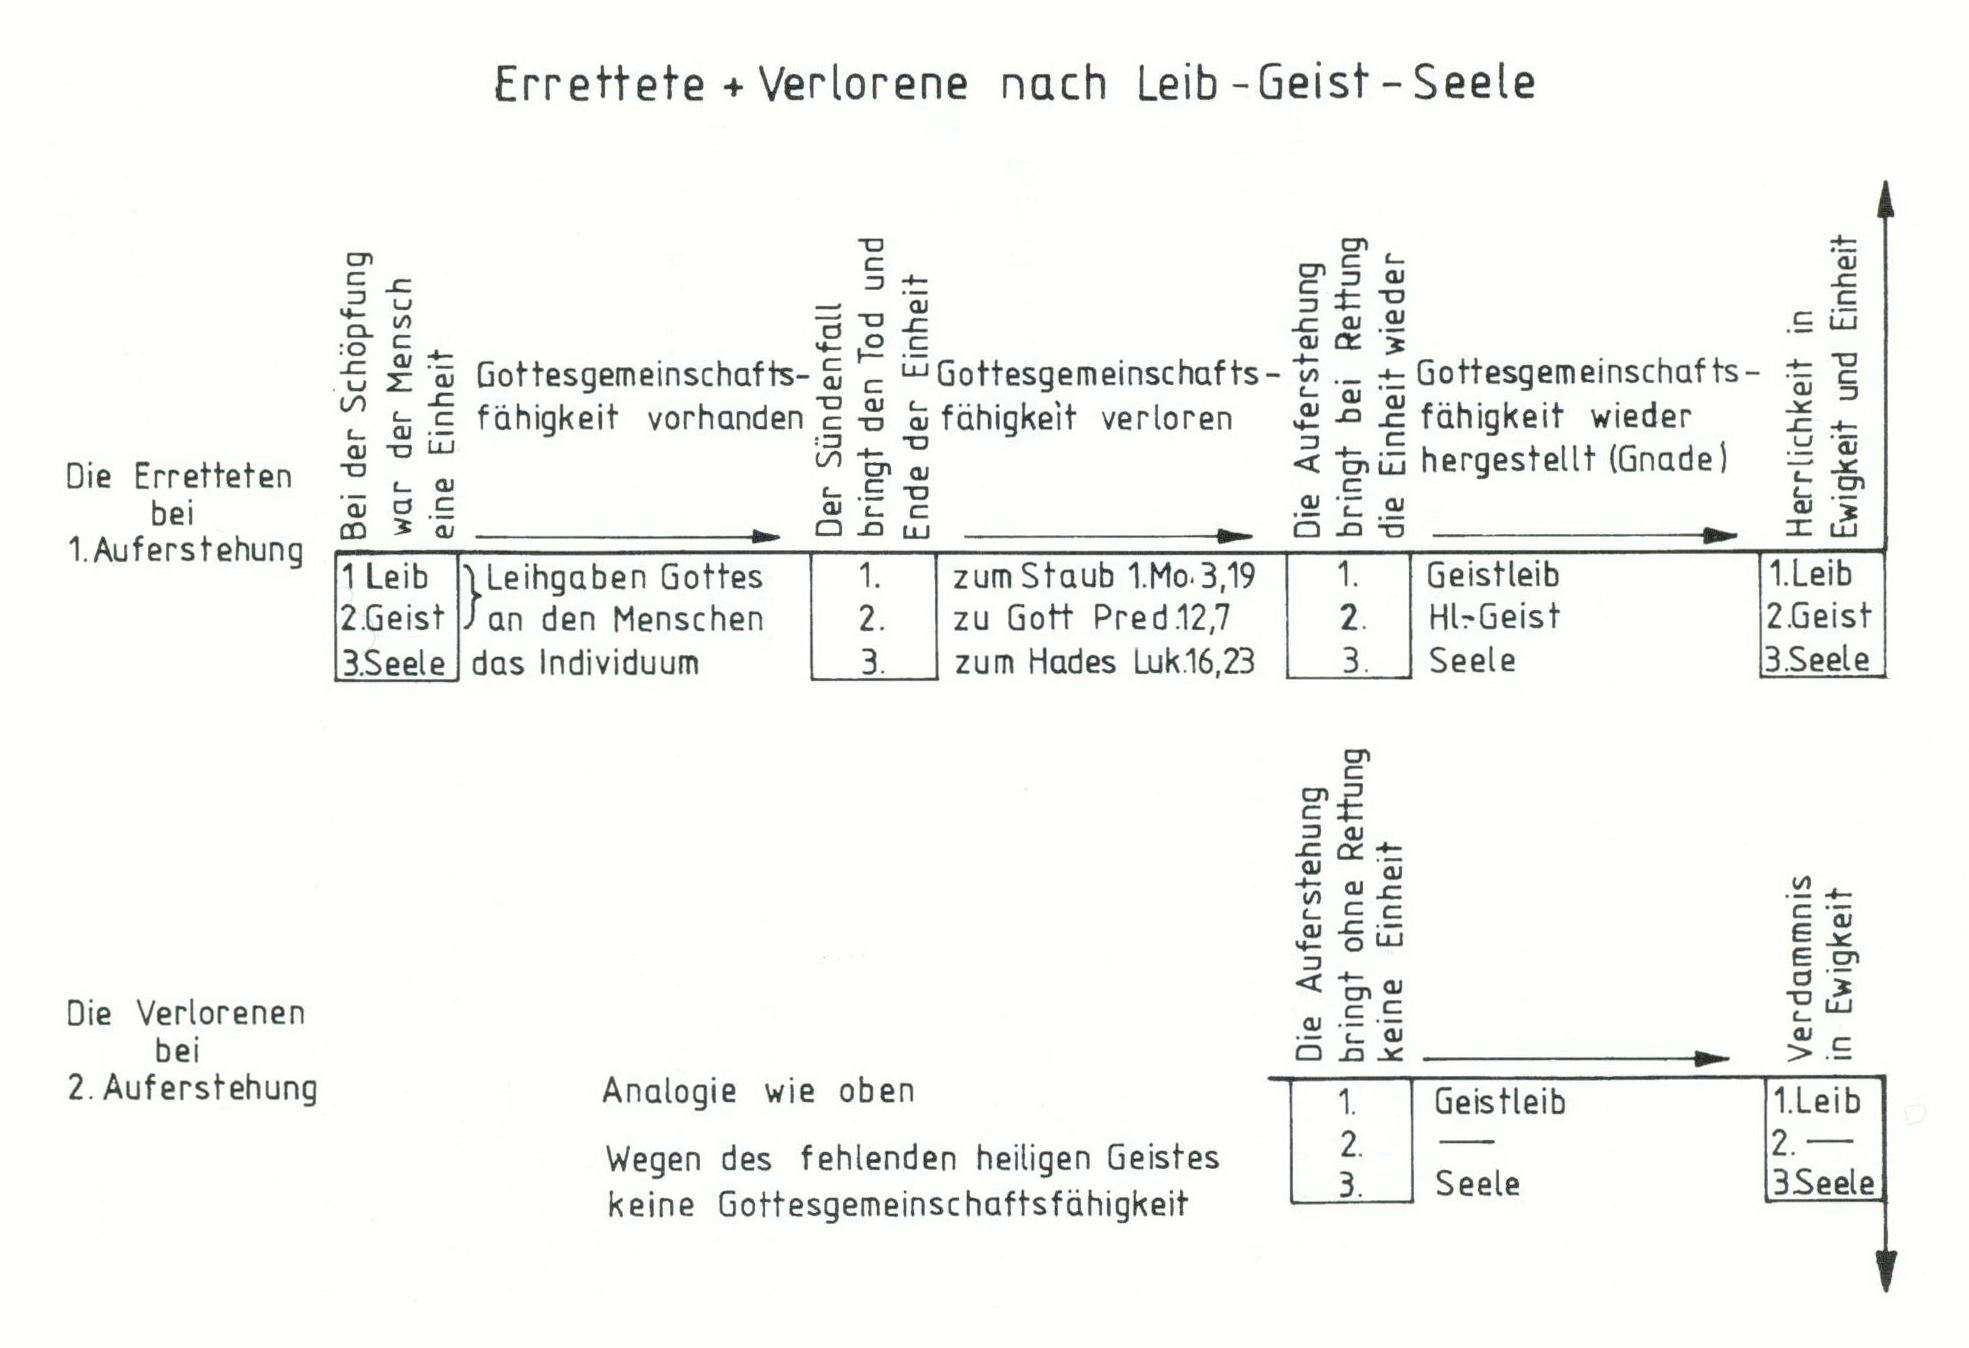 Errettete + Verlorene nach Leib - Geist - Seele
Die Erretteten
bei
1. Auferstehung
Bei der Schöpfung
war der Mensch
eine Einheit
Gottesgemeinschafts-
fähigkeit vorhanden
Der Sündenfall
bringt den Tod und
Ende der Einheit
Gottesgemeinschafts-
fähigkeit verloren
Die Auferstehung
bringt bei Rettung
die Einheit wieder
Gottesgemeinschafts-
fähigkeit wieder
hergestellt (Gnade)
Herrlichkeit in
Ewigkeit und Einheit
1 Leib
2.Geist
3.Seele
Leihgaben Gottes
an den Menschen
das Individuum
1.
2.
3.
zum Staub 1.Mo.3,19
zu Gott Pred.12,7
zum Hades Luk.16,23
1.
2.
3.
Geistleib
Hl.-Geist
Seele
1.Leib
2.Geist
3.Seele
Die Verlorenen
bei
2. Auferstehung
Analogie wie oben
Wegen des fehlenden heiligen Geistes
keine Gottesgemeinschaftsfähigkeit
Die Auferstehung
bringt ohne Rettung
keine Einheit
Verdammnis
in Ewigkeit
1.
2.
3.
Geistleib
—
Seele
1.Leib
2. —
3.Seele